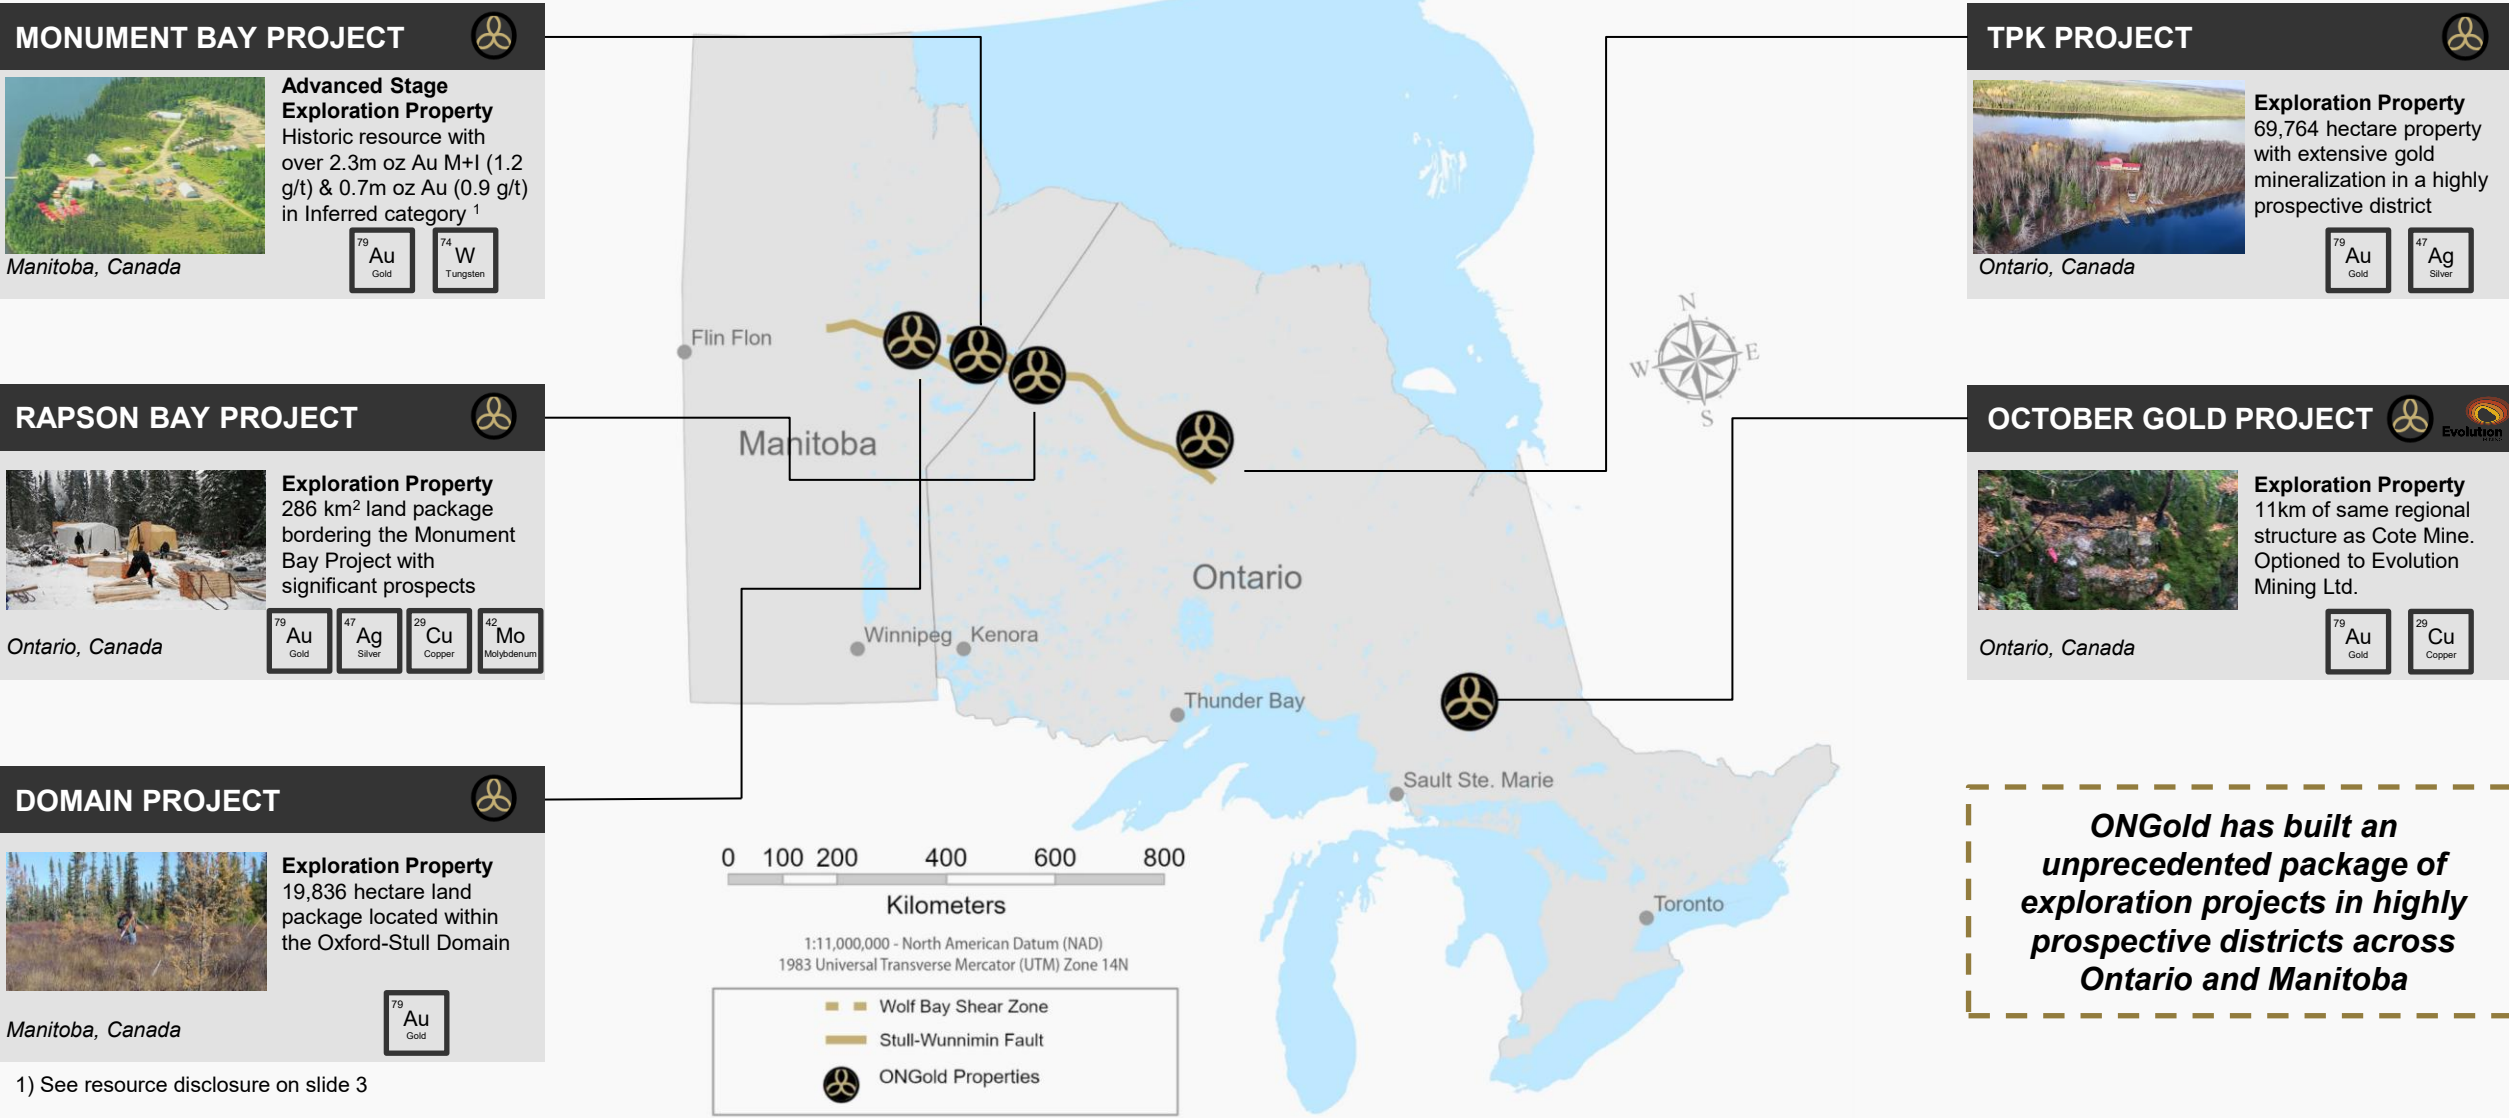 MONUMENT BAY PROJECT
Advanced Stage
Exploration Property
Historic resource with
over 2.3m oz Au M+I (1.2
g/t) & 0.7m oz Au (0.9 g/t)
in Inferred category 1
79
Au
Gold
74
W
Tungsten
Manitoba, Canada
RAPSON BAY PROJECT
Exploration Property
286 km2 land package
bordering the Monument
Bay Project with
significant prospects
79
Au
Gold
47
Ag
Silver
29
Cu
Copper
42
Mo
Molybdenum
Ontario, Canada
DOMAIN PROJECT
Exploration Property
19,836 hectare land
package located within
the Oxford-Stull Domain
79
Au
Gold
Manitoba, Canada
1) See resource disclosure on slide 3
Flin Flon
Manitoba
Ontario
Winnipeg
Kenora
Thunder Bay
Sault Ste. Marie
Toronto
N
W
E
S
0 100 200 400 600 800
Kilometers
1:11,000,000 - North American Datum (NAD)
1983 Universal Transverse Mercator (UTM) Zone 14N
Wolf Bay Shear Zone
Stull-Wunnimin Fault
ONGold Properties
TPK PROJECT
Exploration Property
69,764 hectare property
with extensive gold
mineralization in a highly
prospective district
79
Au
Gold
47
Ag
Silver
Ontario, Canada
OCTOBER GOLD PROJECT
Evolution
Exploration Property
11km of same regional
structure as Cote Mine.
Optioned to Evolution
Mining Ltd.
79
Au
Gold
29
Cu
Copper
Ontario, Canada
ONGold has built an
unprecedented package of
exploration projects in highly
prospective districts across
Ontario and Manitoba